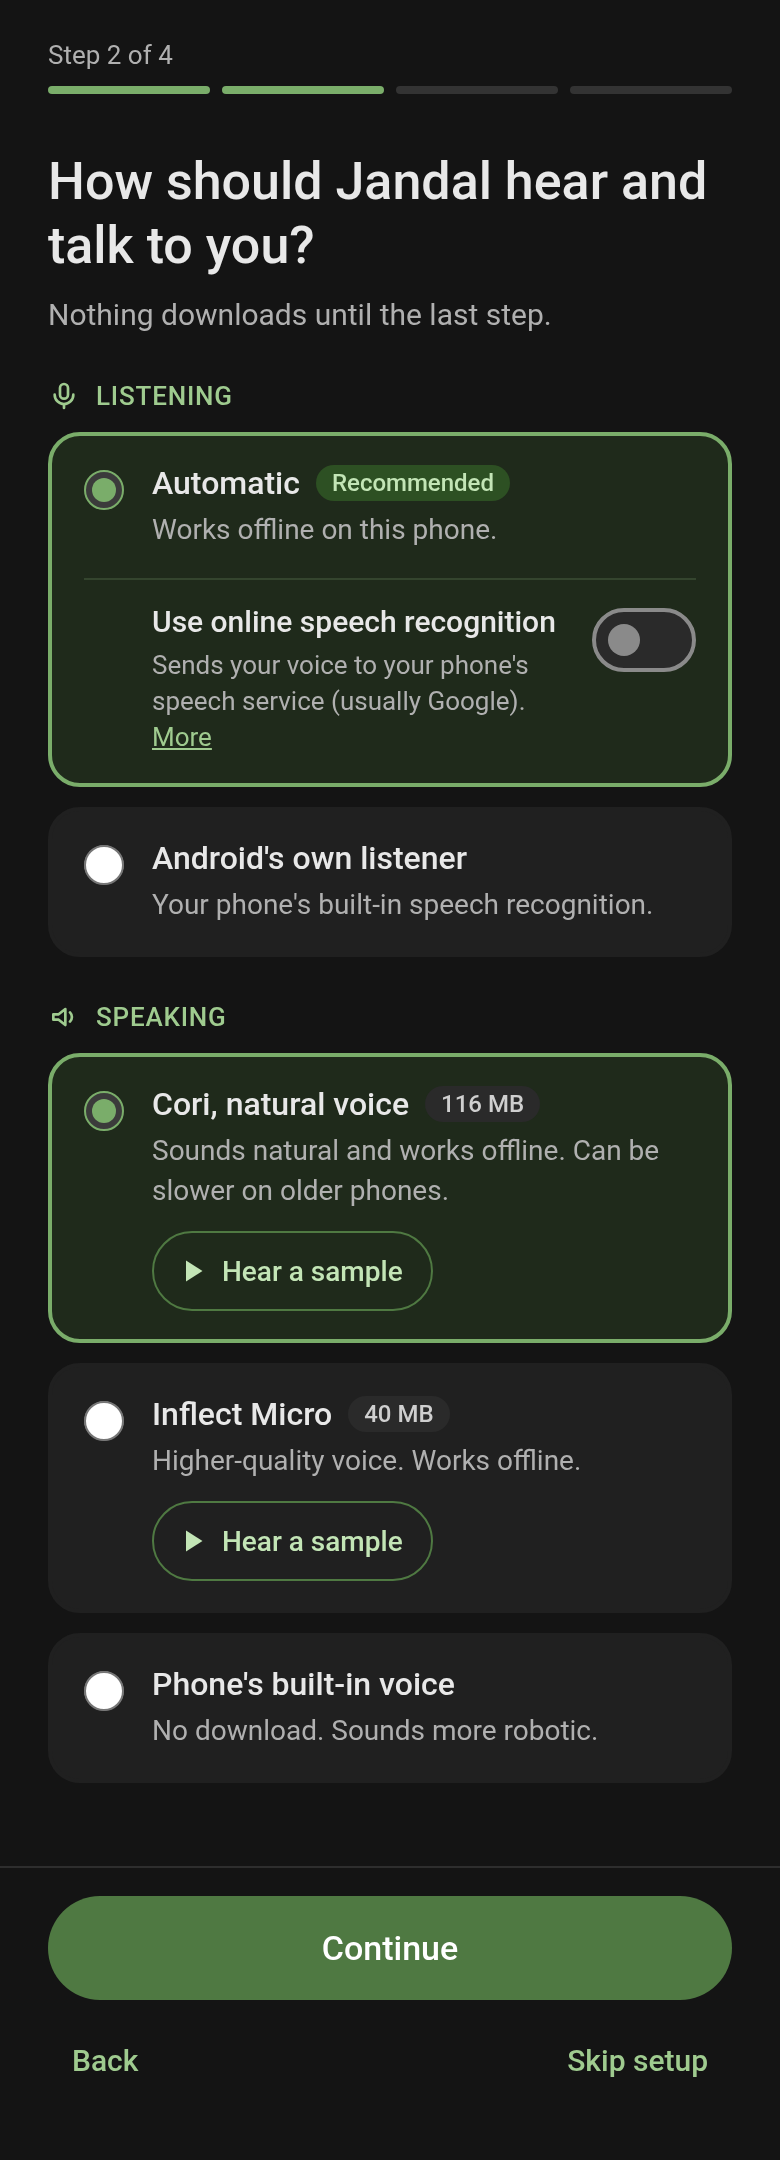 Step 2 of 4
How should Jandal hear and
talk to you?
Nothing downloads until the last step.
LISTENING
Automatic Recommended
Works offline on this phone.
Use online speech recognition
Sends your voice to your phone's
speech service (usually Google).
More
Android's own listener
Your phone's built-in speech recognition.
SPEAKING
Cori, natural voice 116 MB
Sounds natural and works offline. Can be
slower on older phones.
Hear a sample
Inflect Micro 40 MB
Higher-quality voice. Works offline.
Hear a sample
Phone's built-in voice
No download. Sounds more robotic.
Continue
Back Skip setup